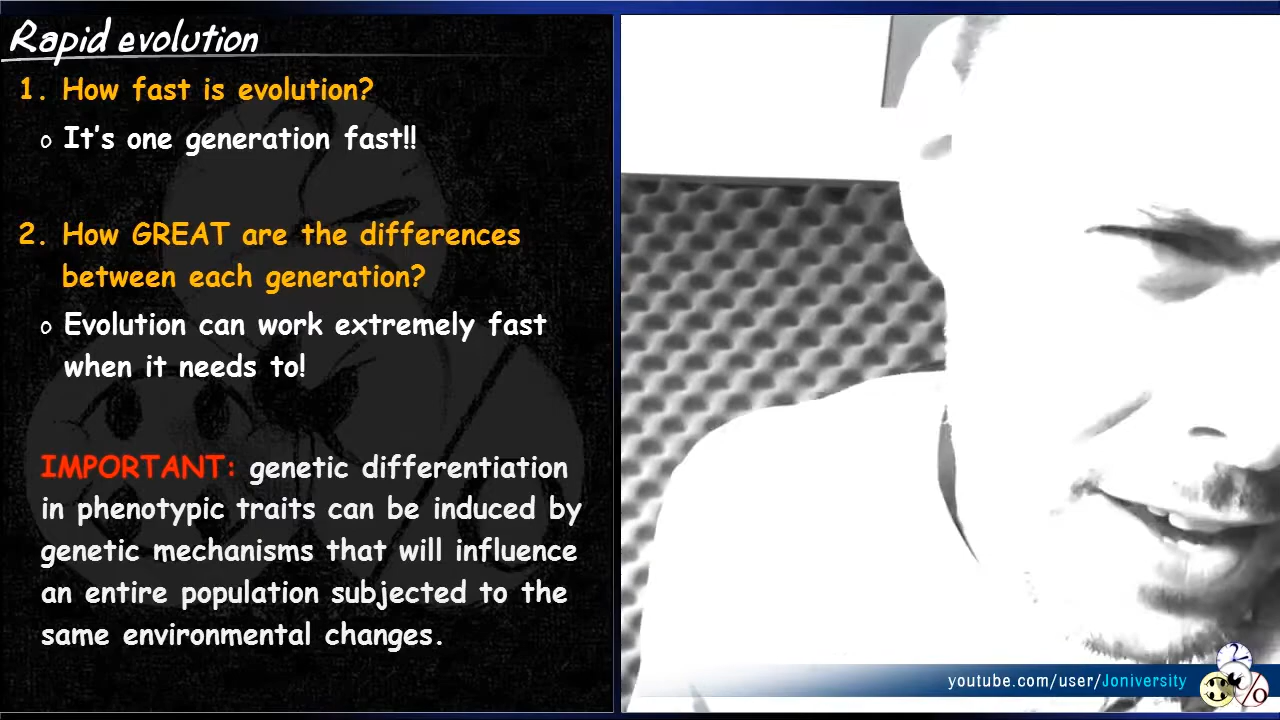 Rapid evolution
1. How fast is evolution?
o It's one generation fast!!
2. How GREAT are the differences
between each generation?
o Evolution can work extremely fast
when it needs to!
IMPORTANT: genetic differentiation
in phenotypic traits can be induced by
genetic mechanisms that will influence
an entire population subjected to the
same environmental changes.
youtube.com/user/Joniversity